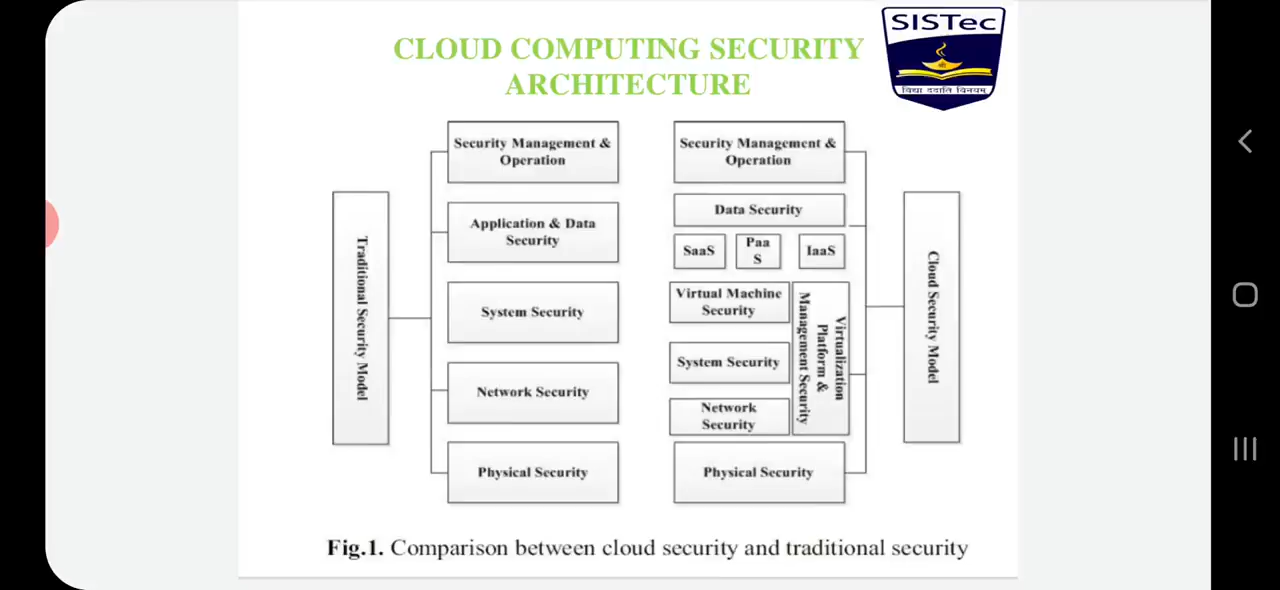 SISTec
विद्या ददाति विनयम्
CLOUD COMPUTING SECURITY
ARCHITECTURE
Traditional Security Model
Security Management &
Operation
Application & Data
Security
System Security
Network Security
Physical Security
Security Management &
Operation
Data Security
SaaS
Paa
S
IaaS
Virtual Machine
Security
System Security
Network
Security
Virtualization
Platform &
Management Security
Physical Security
Cloud Security Model
Fig.1. Comparison between cloud security and traditional security